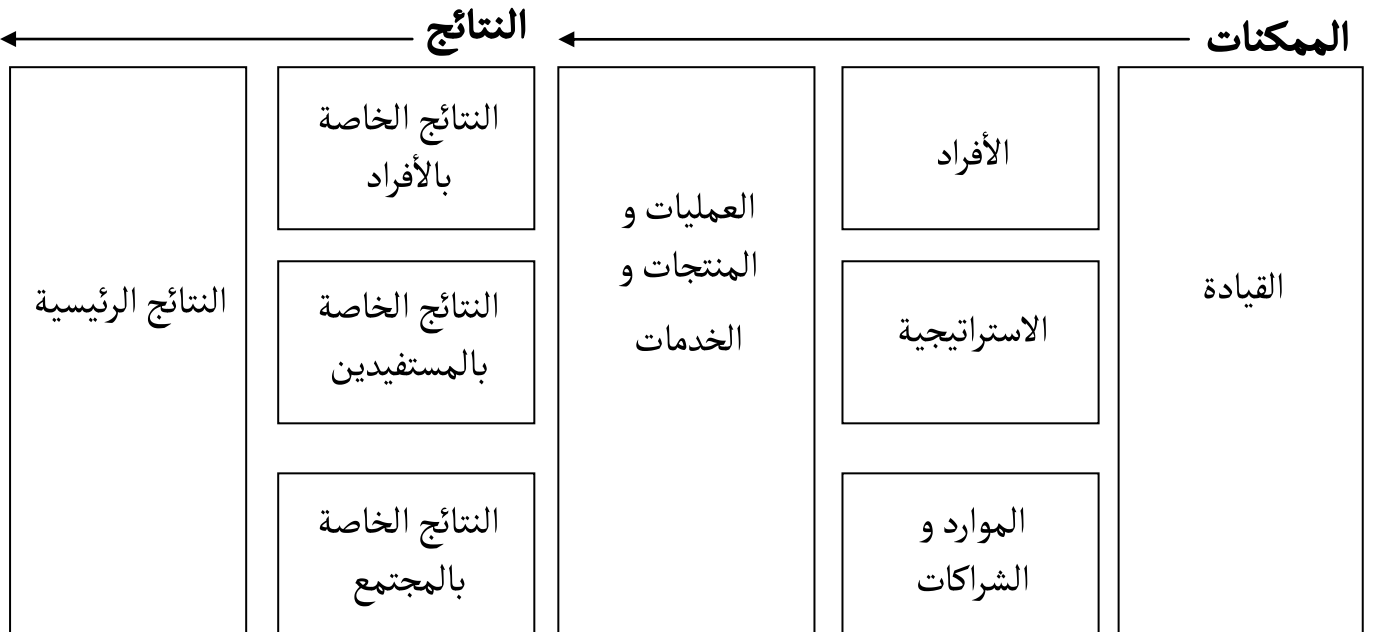 الممكنات
النتائج
القيادة
الأفراد
الاستراتيجية
الموارد و
الشراكات
العمليات و
المنتجات و
الخدمات
النتائج الخاصة
بالأفراد
النتائج الخاصة
بالمستفيدين
النتائج الخاصة
بالمجتمع
النتائج الرئيسية